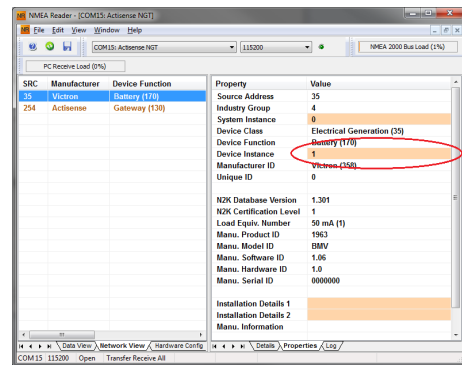 NMEA Reader - [COM15: Actisense NGT]
File Edit View Window Help
COM15: Actisense NGT 115200 NMEA 2000 Bus Load (1%)
PC Receive Load (0%)
SRC Manufacturer Device Function
35 Victron Battery (170)
254 Actisense Gateway (130)
Property Value
Source Address 35
Industry Group 4
System Instance 0
Device Class Electrical Generation (35)
Device Function Battery (170)
Device Instance 1
Manufacturer ID Victron (358)
Unique ID 0
N2K Database Version 1.301
N2K Certification Level 1
Load Equiv. Number 50 mA (1)
Manu. Product ID 1963
Manu. Model ID BMV
Manu. Software ID 1.06
Manu. Hardware ID 1.0
Manu. Serial ID 0000000
Installation Details 1
Installation Details 2
Manu. Information
Data View Network View Hardware Config Details Properties Log
COM 15 115200 Open Transfer Receive All